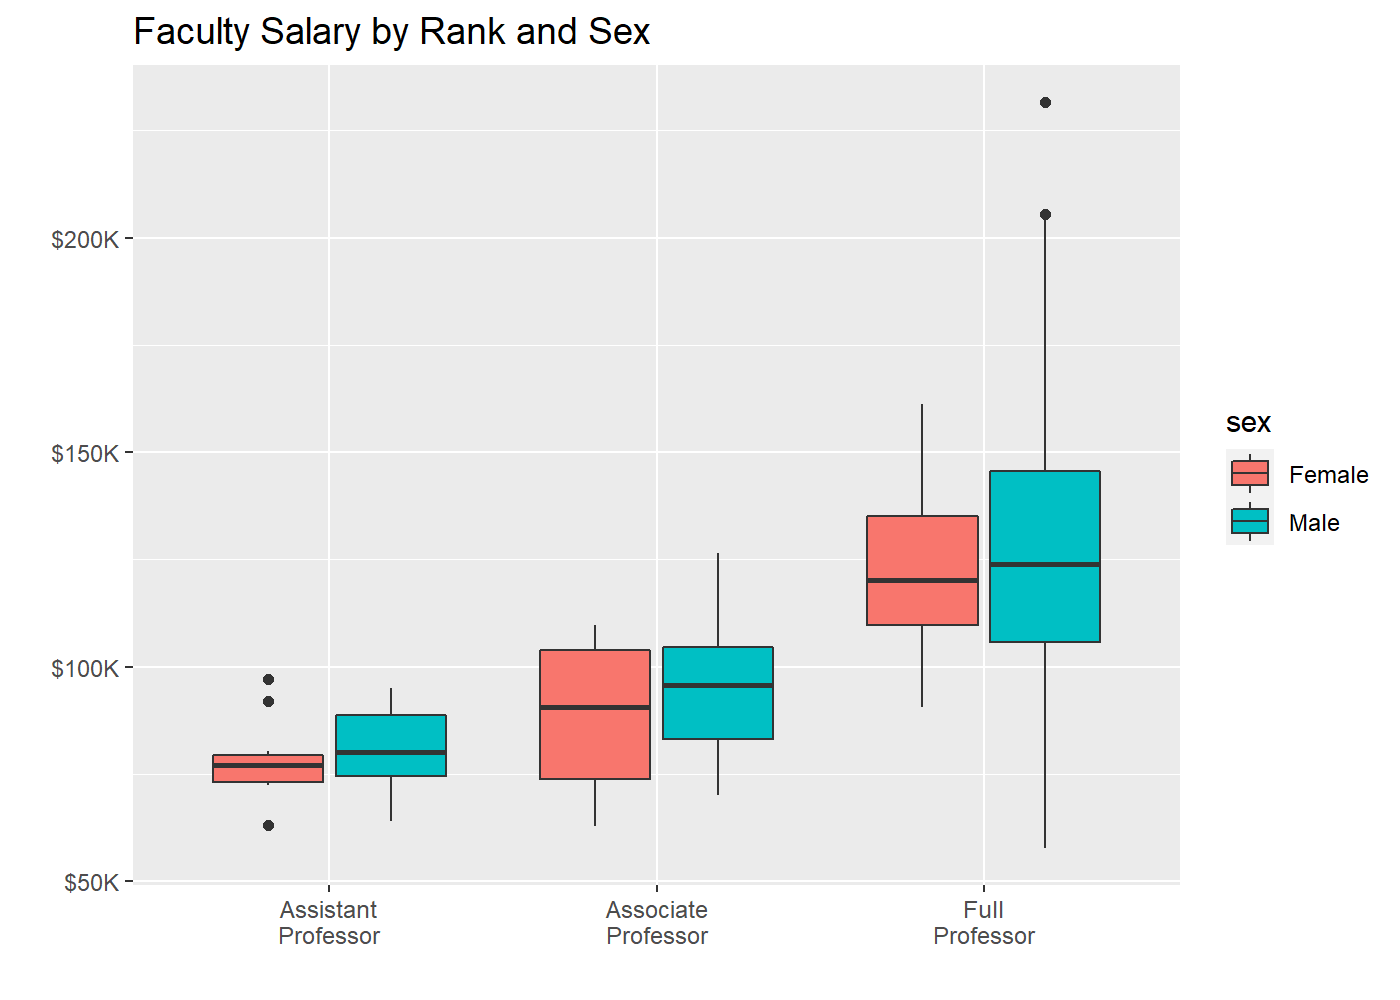 Faculty Salary by Rank and Sex
$200K
$150K
$100K
$50K
Assistant
Professor
Associate
Professor
Full
Professor
sex
Female
Male